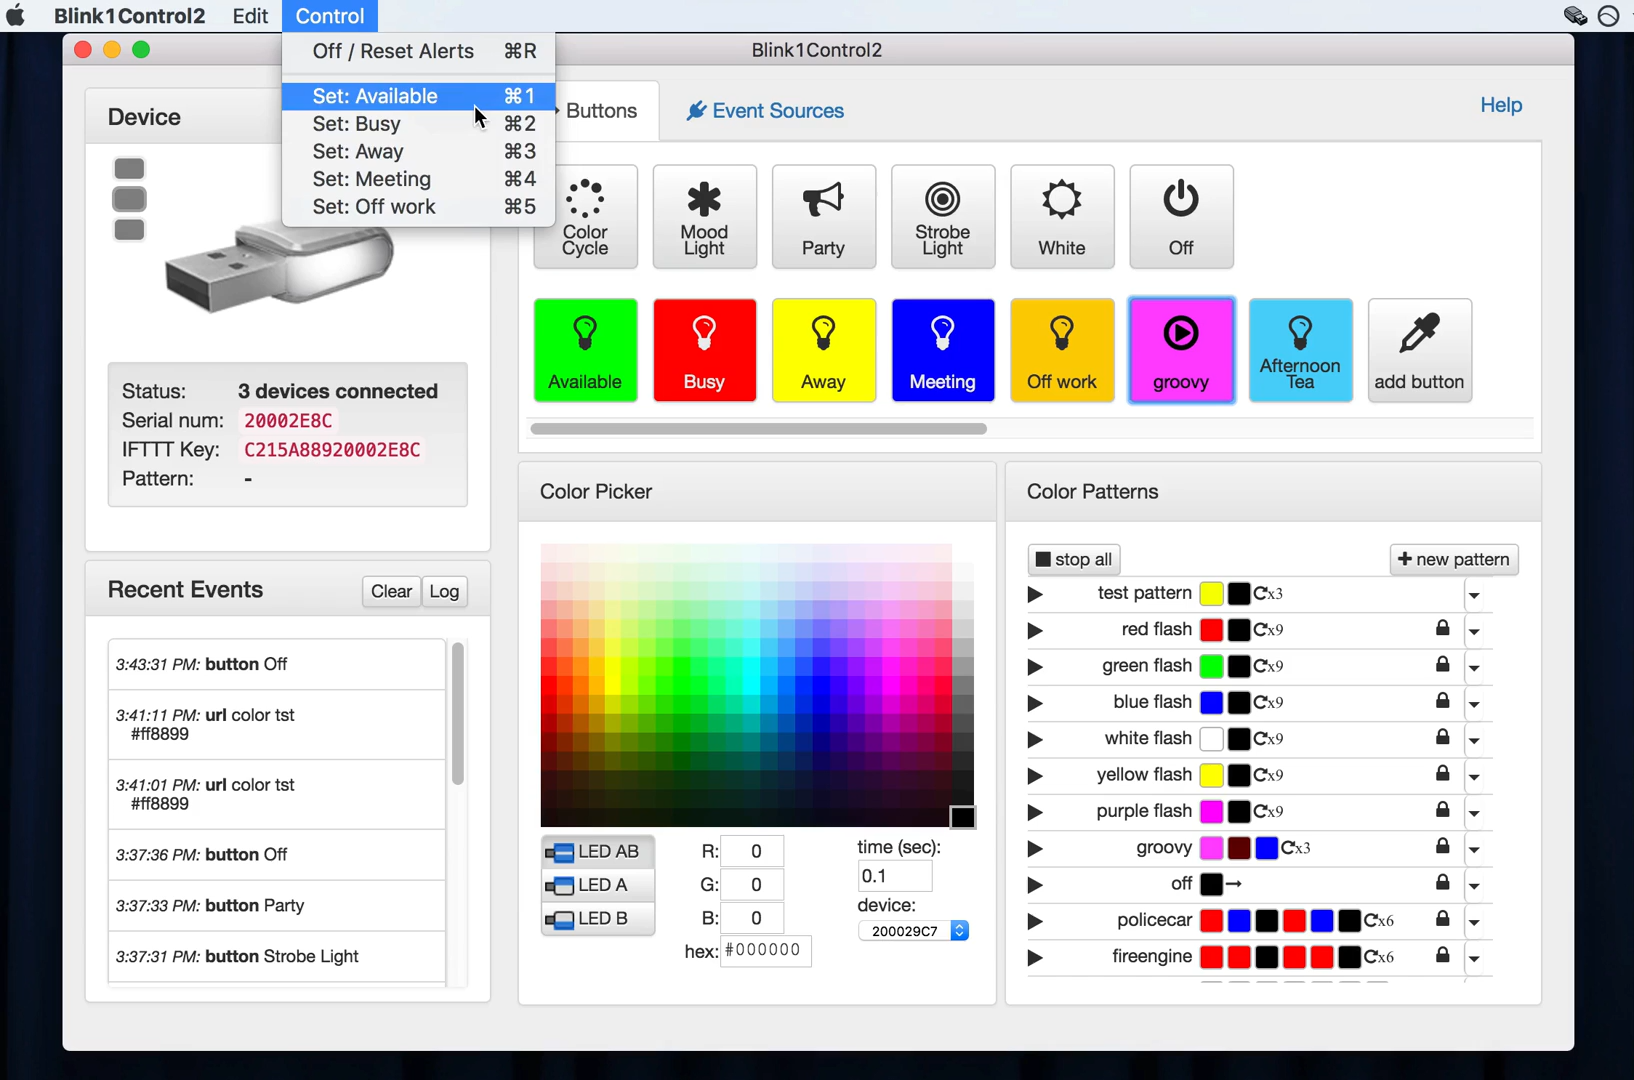 Blink1Control2 Edit Control
Blink1Control2
Off / Reset Alerts ⌘R
Set: Available ⌘1
Set: Busy ⌘2
Set: Away ⌘3
Set: Meeting ⌘4
Set: Off work ⌘5
Device
Buttons
Event Sources
Help
Color
Cycle
Mood
Light
Party
Strobe
Light
White
Off
Available
Busy
Away
Meeting
Off work
groovy
Afternoon
Tea
add button
Status: 3 devices connected
Serial num: 20002E8C
IFTTT Key: C215A88920002E8C
Pattern: -
Recent Events
Clear
Log
3:43:31 PM: button Off
3:41:11 PM: url color tst
#ff8899
3:41:01 PM: url color tst
#ff8899
3:37:36 PM: button Off
3:37:33 PM: button Party
3:37:31 PM: button Strobe Light
Color Picker
LED AB
LED A
LED B
R: 0
G: 0
B: 0
hex: #000000
time (sec):
0.1
device:
200029C7
Color Patterns
stop all
+ new pattern
test pattern x3
red flash x9
green flash x9
blue flash x9
white flash x9
yellow flash x9
purple flash x9
groovy x3
off
policecar x6
fireengine x6